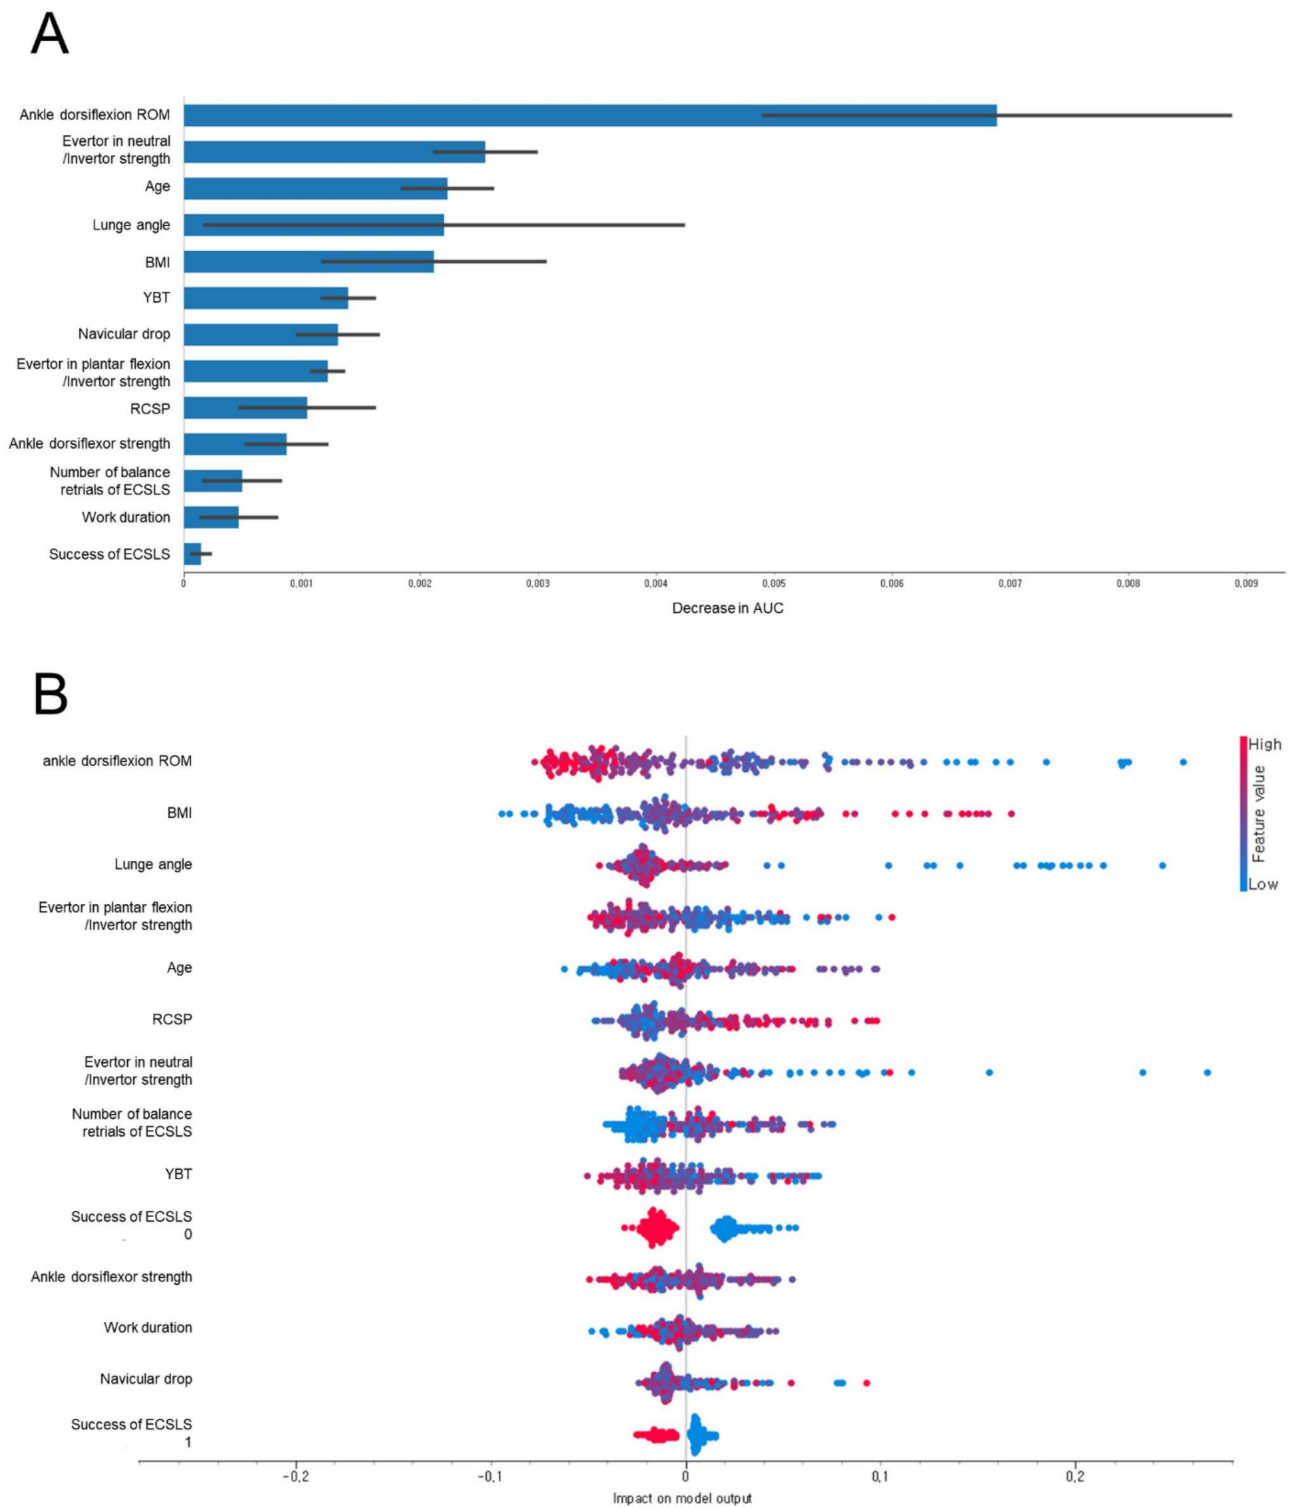 A
Ankle dorsiflexion ROM
Evertor in neutral
/Invertor strength
Age
Lunge angle
BMI
YBT
Navicular drop
Evertor in plantar flexion
/Invertor strength
RCSP
Ankle dorsiflexor strength
Number of balance
retrials of ECSLS
Work duration
Success of ECSLS
0 0,001 0,002 0,003 0,004 0,005 0,006 0,007 0,008 0,009
Decrease in AUC
B
ankle dorsiflexion ROM
BMI
Lunge angle
Evertor in plantar flexion
/Invertor strength
Age
RCSP
Evertor in neutral
/Invertor strength
Number of balance
retrials of ECSLS
YBT
Success of ECSLS
0
Ankle dorsiflexor strength
Work duration
Navicular drop
Success of ECSLS
1
High
Feature value
Low
-0,2 -0,1 0 0,1 0,2
Impact on model output